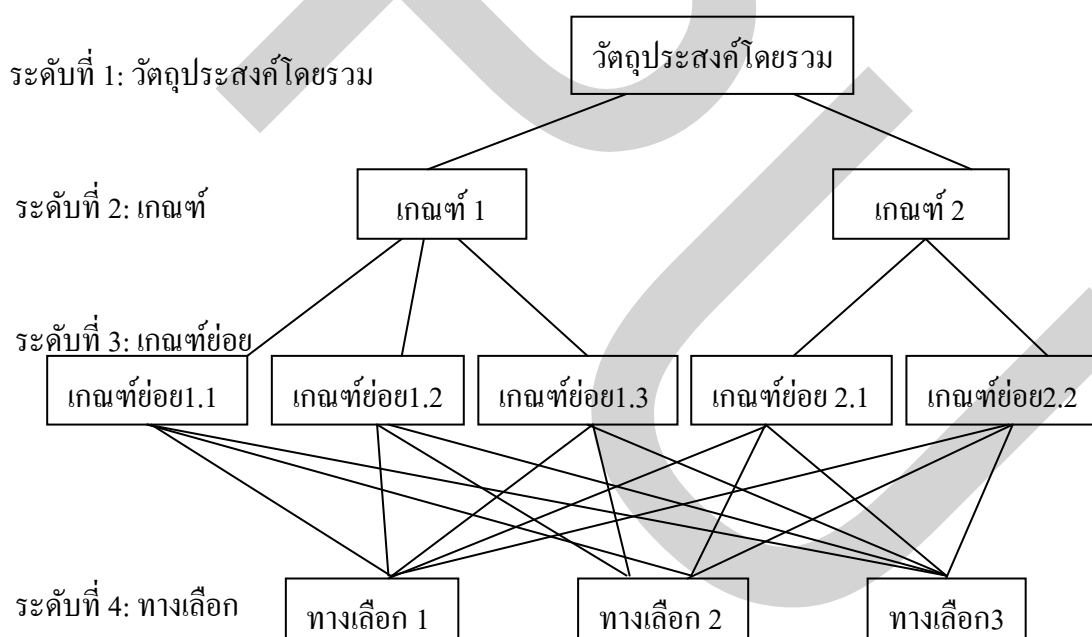 วัตถุประสงค์โดยรวม
ระดับที่ 1: วัตถุประสงค์โดยรวม
ระดับที่ 2: เกณฑ์
เกณฑ์ 1
เกณฑ์ 2
ระดับที่ 3: เกณฑ์ย่อย
เกณฑ์ย่อย1.1
เกณฑ์ย่อย1.2
เกณฑ์ย่อย1.3
เกณฑ์ย่อย 2.1
เกณฑ์ย่อย2.2
ระดับที่ 4: ทางเลือก
ทางเลือก 1
ทางเลือก 2
ทางเลือก3